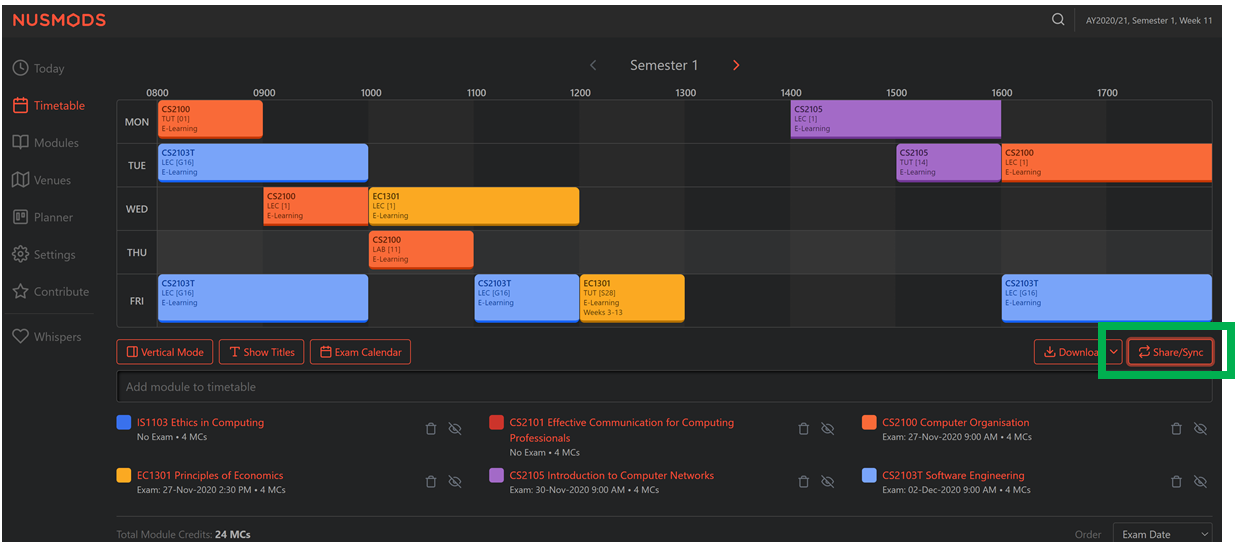 NUSMODS
AY2020/21, Semester 1, Week 11
Today
Timetable
Modules
Venues
Planner
Settings
Contribute
Whispers
Semester 1
0800 0900 1000 1100 1200 1300 1400 1500 1600 1700
MON
CS2100
TUT [01]
E-Learning
CS2105
LEC [1]
E-Learning
TUE
CS2103T
LEC [G16]
E-Learning
CS2105
TUT [14]
E-Learning
CS2100
LEC [1]
E-Learning
WED
CS2100
LEC [1]
E-Learning
EC1301
LEC [1]
E-Learning
THU
CS2100
LAB [11]
E-Learning
FRI
CS2103T
LEC [G16]
E-Learning
CS2103T
LEC [G16]
E-Learning
EC1301
TUT [S28]
E-Learning
Weeks 3-13
CS2103T
LEC [G16]
E-Learning
Vertical Mode
Show Titles
Exam Calendar
Share/Sync
Add module to timetable
IS1103 Ethics in Computing
No Exam • 4 MCs
CS2101 Effective Communication for Computing
Professionals
No Exam • 4 MCs
CS2100 Computer Organisation
Exam: 27-Nov-2020 9:00 AM • 4 MCs
EC1301 Principles of Economics
Exam: 27-Nov-2020 2:30 PM • 4 MCs
CS2105 Introduction to Computer Networks
Exam: 30-Nov-2020 9:00 AM • 4 MCs
CS2103T Software Engineering
Exam: 02-Dec-2020 9:00 AM • 4 MCs
Total Module Credits: 24 MCs
Order
Exam Date